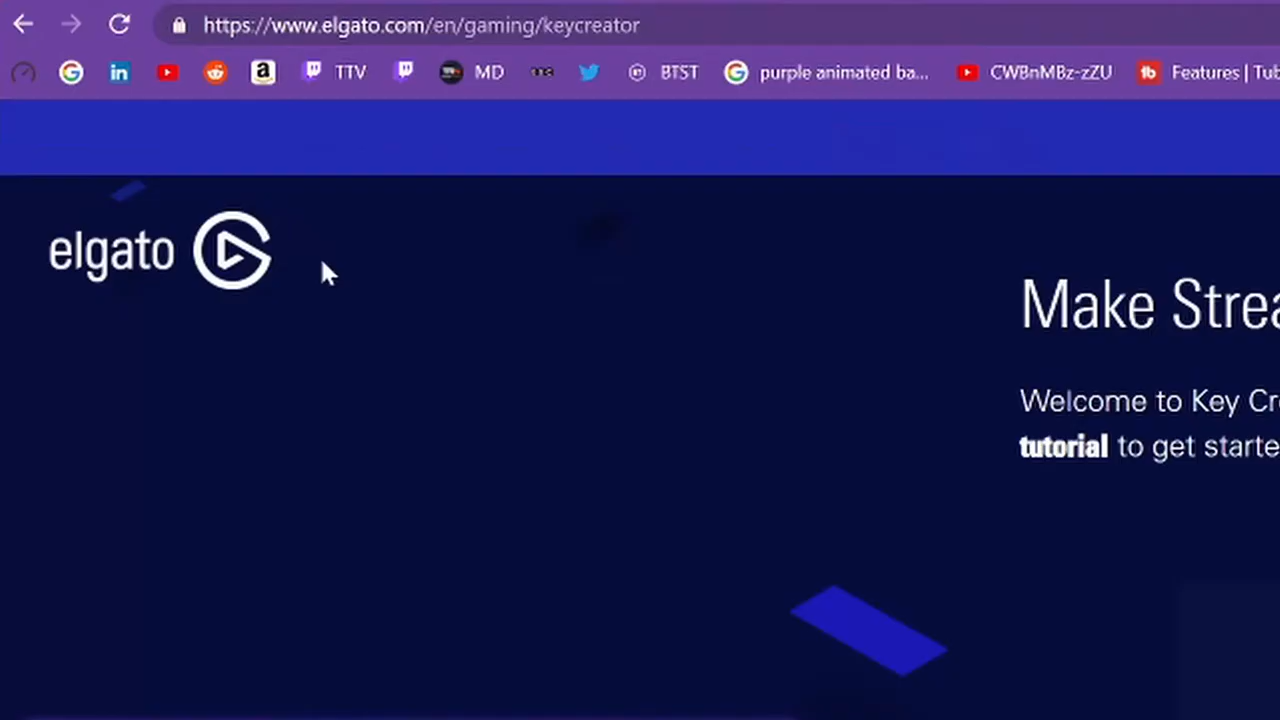 https://www.elgato.com/en/gaming/keycreator
TTV MD BTST purple animated ba... CWBnMBz-zZU Features | Tub
elgato
Make Strea
Welcome to Key Cr
tutorial to get starte